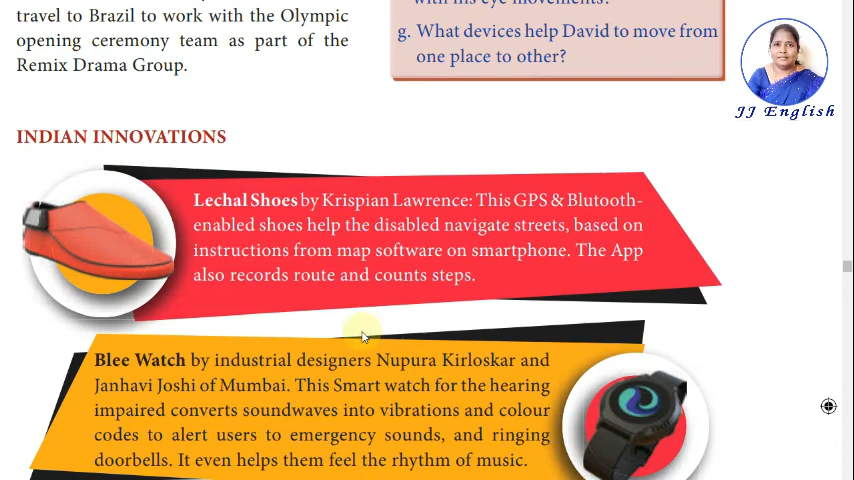 travel to Brazil to work with the Olympic
opening ceremony team as part of the
Remix Drama Group.
with his eye movements?
g. What devices help David to move from
one place to other?
JJ English
INDIAN INNOVATIONS
Lechal Shoes by Krispian Lawrence: This GPS & Blutooth-
enabled shoes help the disabled navigate streets, based on
instructions from map software on smartphone. The App
also records route and counts steps.
Blee Watch by industrial designers Nupura Kirloskar and
Janhavi Joshi of Mumbai. This Smart watch for the hearing
impaired converts soundwaves into vibrations and colour
codes to alert users to emergency sounds, and ringing
doorbells. It even helps them feel the rhythm of music.